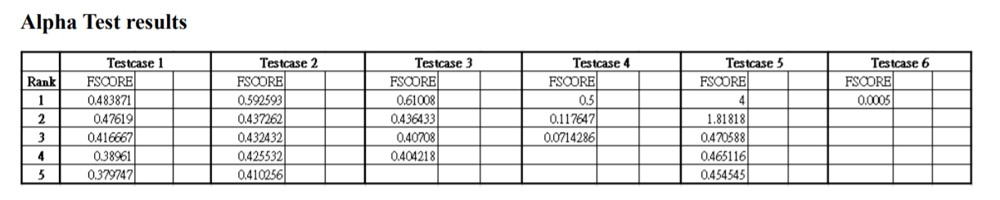 Alpha Test results
Testcase 1 Testcase 2 Testcase 3 Testcase 4 Testcase 5 Testcase 6
Rank FSCORE FSCORE FSCORE FSCORE FSCORE FSCORE
1 0.483871 0.592593 0.61008 0.5 4 0.0005
2 0.47619 0.437262 0.436433 0.117647 1.81818
3 0.416667 0.432432 0.40708 0.0714286 0.470588
4 0.38961 0.425532 0.404218 0.465116
5 0.379747 0.410256 0.454545